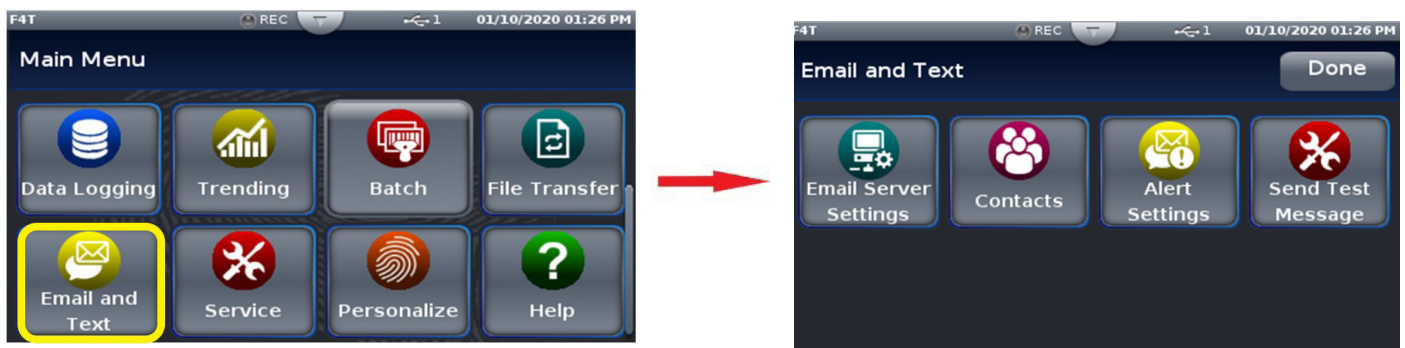 F4T REC 1 01/10/2020 01:26 PM
Main Menu
Data Logging Trending Batch File Transfer
Email and
Text
Service Personalize Help
F4T REC 1 01/10/2020 01:26 PM
Email and Text Done
Email Server
Settings
Contacts
Alert
Settings
Send Test
Message